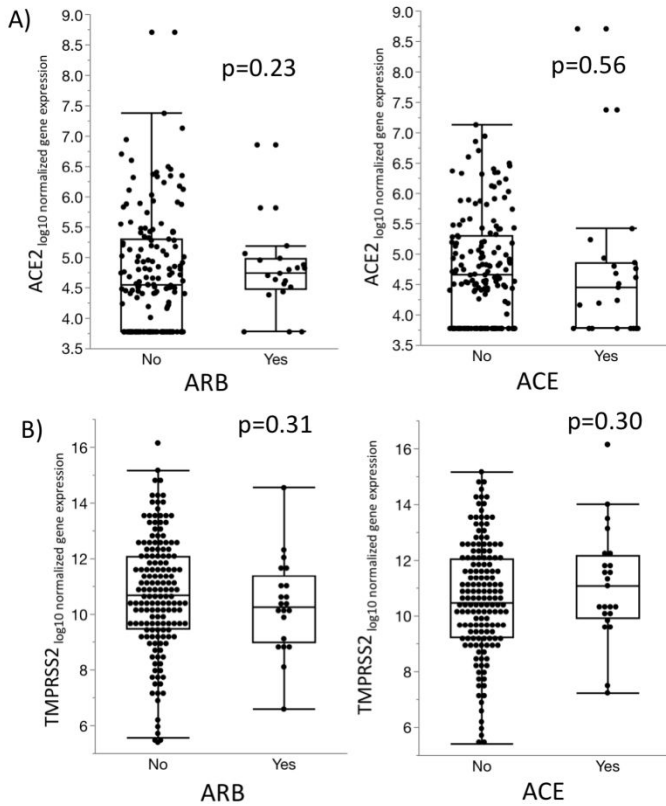 A)
ACE2 log10 normalized gene expression
9.0
8.5
8.0
7.5
7.0
6.5
6.0
5.5
5.0
4.5
4.0
3.5
p=0.23
No
Yes
ARB
ACE2 log10 normalized gene expression
9.0
8.5
8.0
7.5
7.0
6.5
6.0
5.5
5.0
4.5
4.0
3.5
p=0.56
No
Yes
ACE
B)
TMPRSS2 log10 normalized gene expression
16
14
12
10
8
6
p=0.31
No
Yes
ARB
TMPRSS2 log10 normalized gene expression
16
14
12
10
8
6
p=0.30
No
Yes
ACE